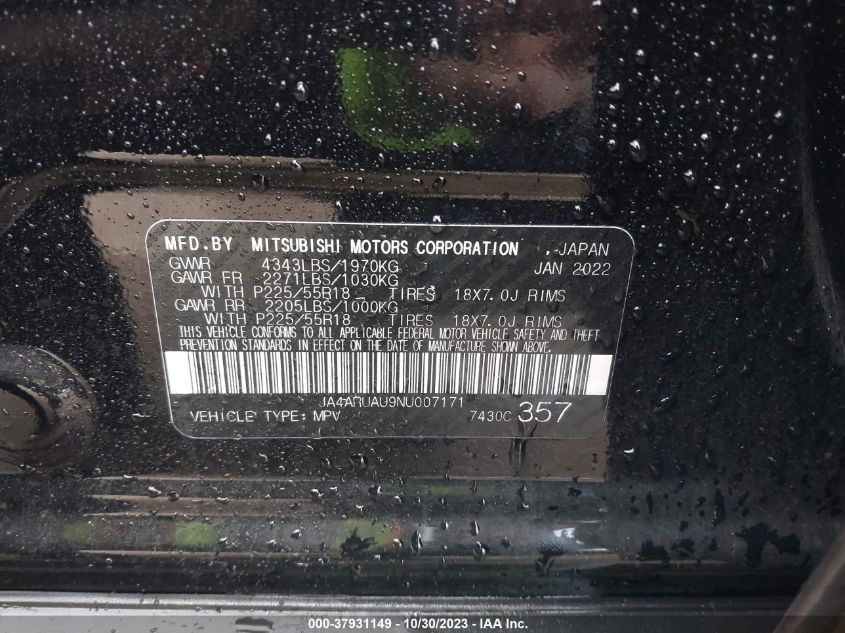 MFD.BY MITSUBISHI MOTORS CORPORATION , JAPAN
GVWR 4343LBS/1970KG JAN 2022
GAWR FR 2271LBS/1030KG
WITH P225/55R18 TIRES 18X7.0J RIMS
GAWR RR 2205LBS/1000KG
WITH P225/55R18 TIRES 18X7.0J RIMS
THIS VEHICLE CONFORMS TO ALL APPLICABLE FEDERAL MOTOR VEHICLE SAFETY AND THEFT
PREVENTION STANDARDS IN EFFECT ON THE DATE OF MANUFACTURE SHOWN ABOVE.
JA4ARUAU9NU007171
VEHICLE TYPE: MPV 7430C 357
000-37931149 - 10/30/2023 - IAA Inc.